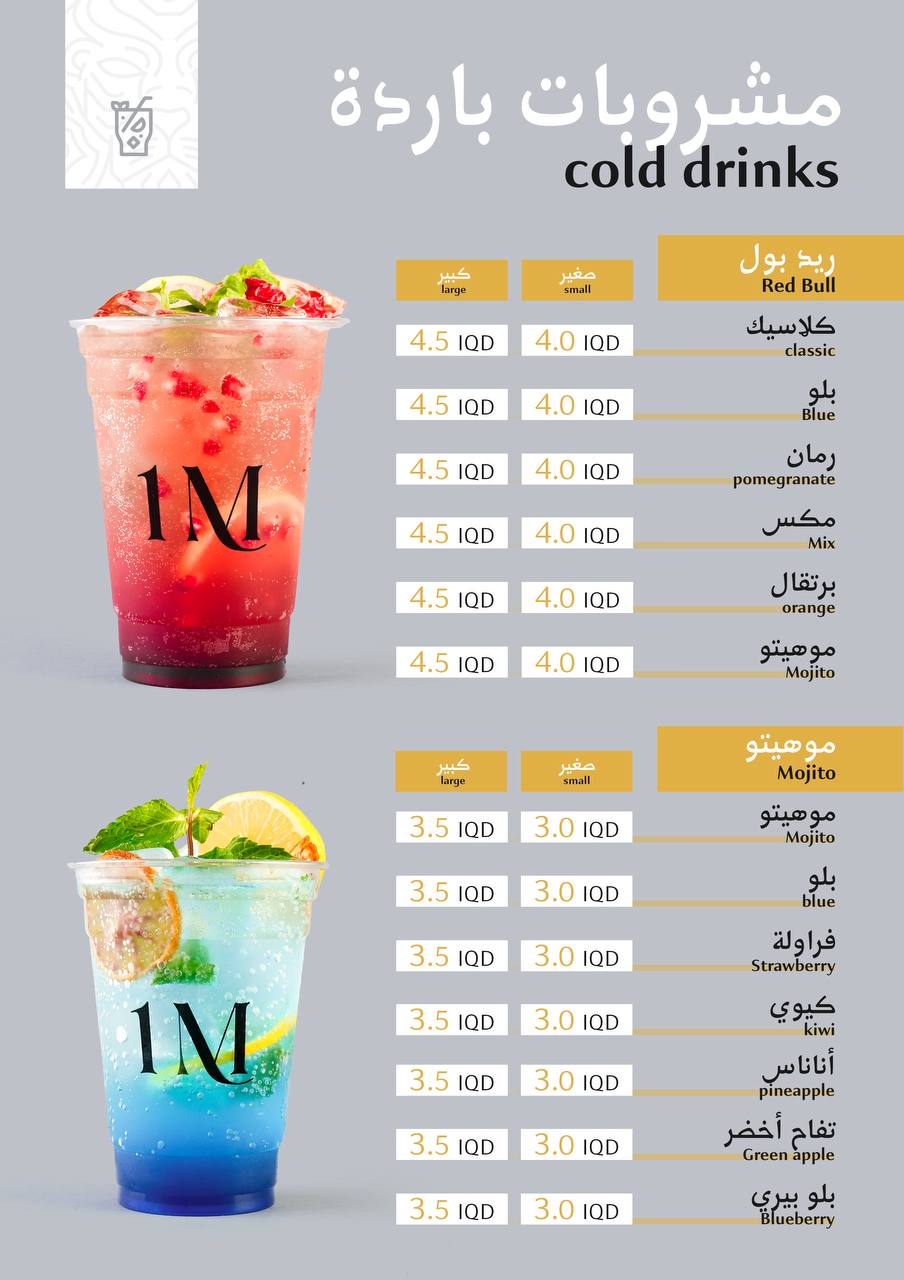 مشروبات باردة
cold drinks
ريد بول
Red Bull
صغير
small
كبير
large
كلاسيك
classic
4.0 IQD
4.5 IQD
بلو
Blue
4.0 IQD
4.5 IQD
رمان
pomegranate
4.0 IQD
4.5 IQD
مكس
Mix
4.0 IQD
4.5 IQD
برتقال
orange
4.0 IQD
4.5 IQD
موهيتو
Mojito
4.0 IQD
4.5 IQD
1M
موهيتو
Mojito
صغير
small
كبير
large
موهيتو
Mojito
3.0 IQD
3.5 IQD
بلو
blue
3.0 IQD
3.5 IQD
فراولة
Strawberry
3.0 IQD
3.5 IQD
كيوي
kiwi
3.0 IQD
3.5 IQD
أناناس
pineapple
3.0 IQD
3.5 IQD
تفاح أخضر
Green apple
3.0 IQD
3.5 IQD
بلو بيري
Blueberry
3.0 IQD
3.5 IQD
1M